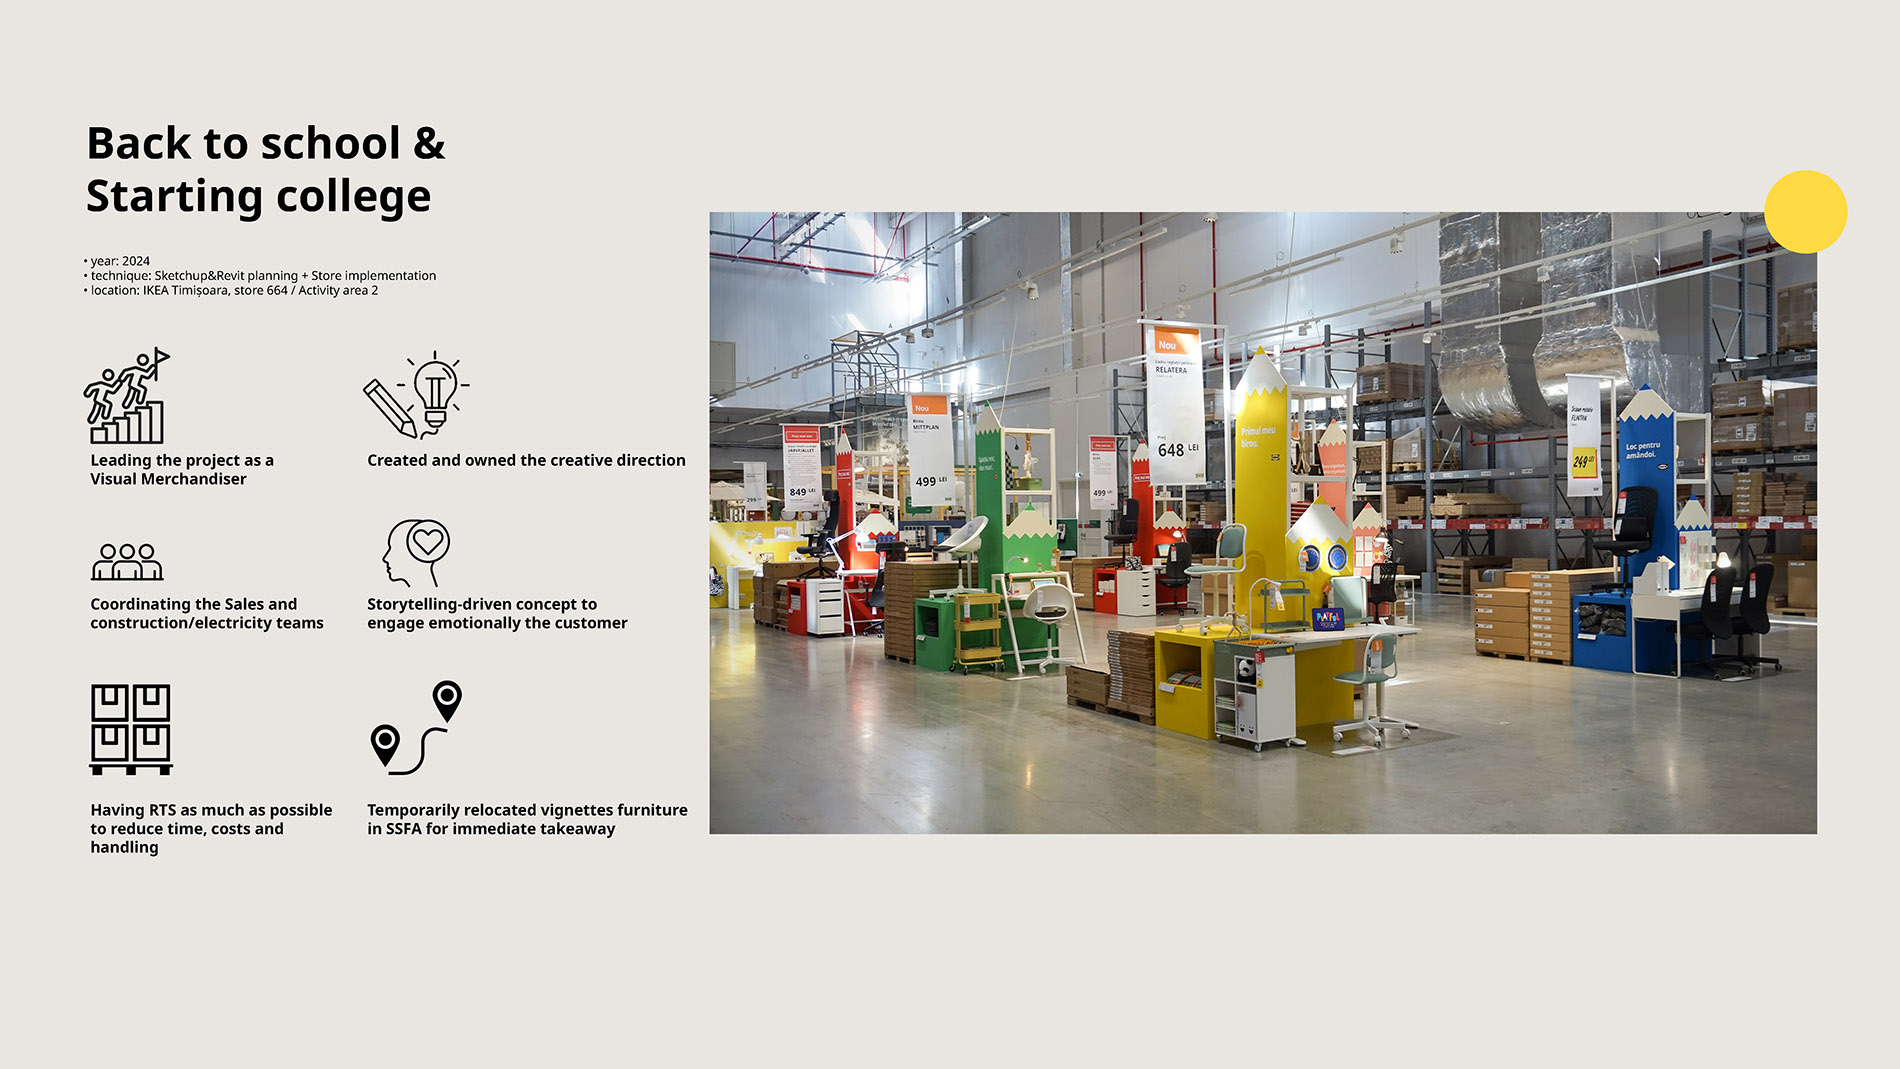 Back to school &
Starting college
• year: 2024
• technique: Sketchup&Revit planning + Store implementation
• location: IKEA Timișoara, store 664 / Activity area 2
Leading the project as a
Visual Merchandiser
Created and owned the creative direction
Coordinating the Sales and
construction/electricity teams
Storytelling-driven concept to
engage emotionally the customer
Having RTS as much as possible
to reduce time, costs and
handling
Temporarily relocated vignettes furniture
in SSFA for immediate takeaway
849 LEI
Nou
Birou
MITTPLAN
499 LEI
499 LEI
Nou
RELATERA
Preț
648 LEI
Primul meu
birou.
249
FLINTAN
Loc pentru
amândoi.
PLAYFUL